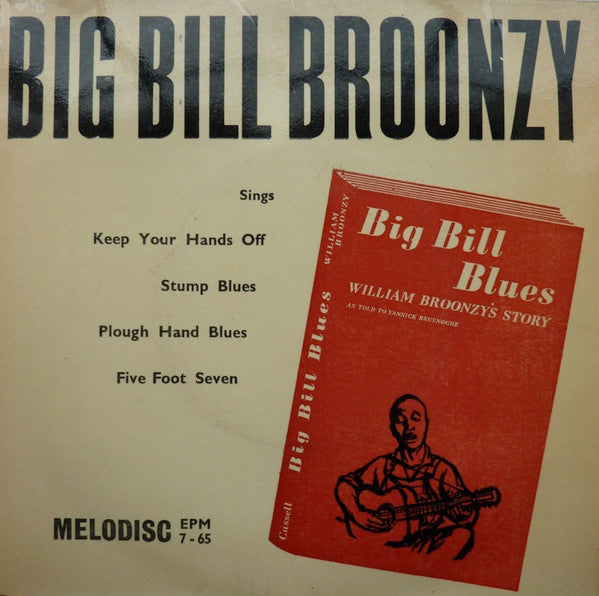 BIG BILL BROONZY
Sings
Keep Your Hands Off
Stump Blues
Plough Hand Blues
Five Foot Seven
MELODISC EPM
7-65
WILLIAM
BROONZY
Big Bill Blues
Cassell
Big Bill
Blues
WILLIAM BROONZY'S STORY
AS TOLD TO YANNICK BRUYNOGHE